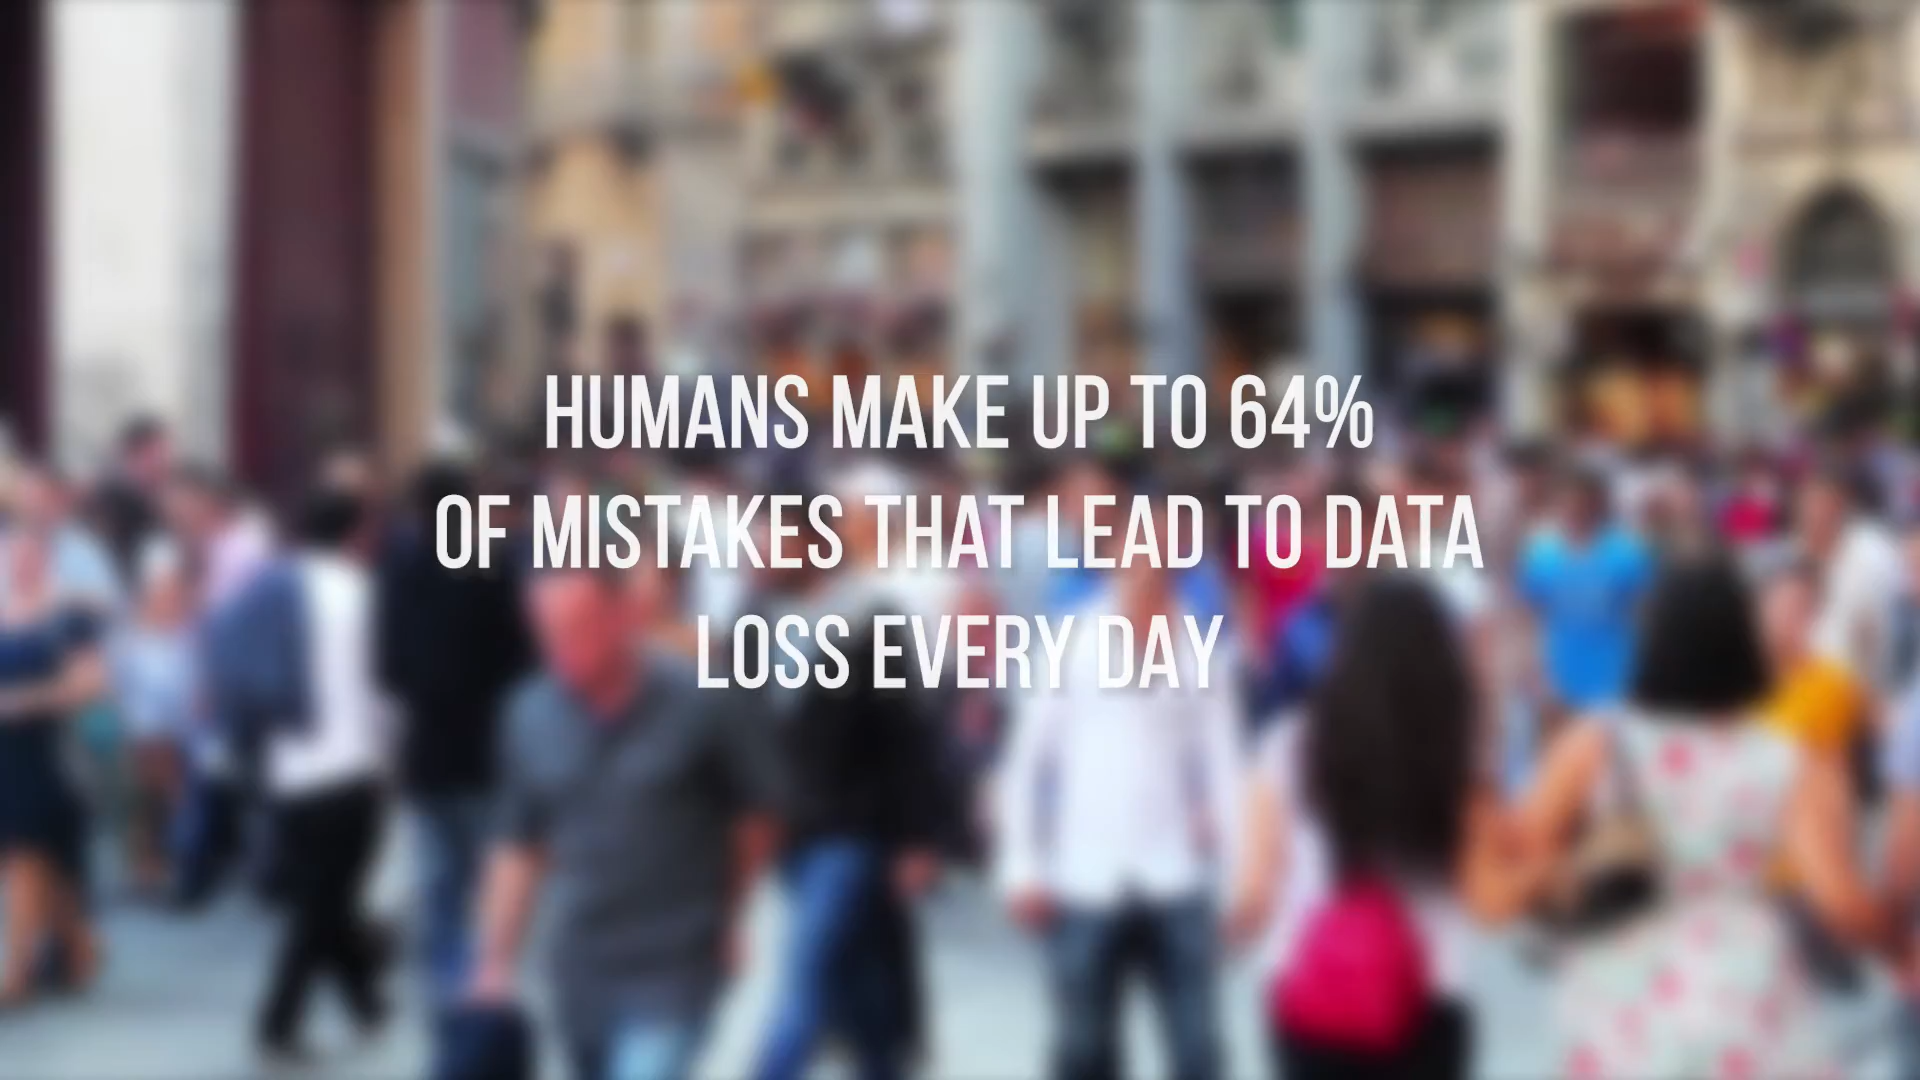 HUMANS MAKE UP TO 64%
OF MISTAKES THAT LEAD TO DATA
LOSS EVERY DAY